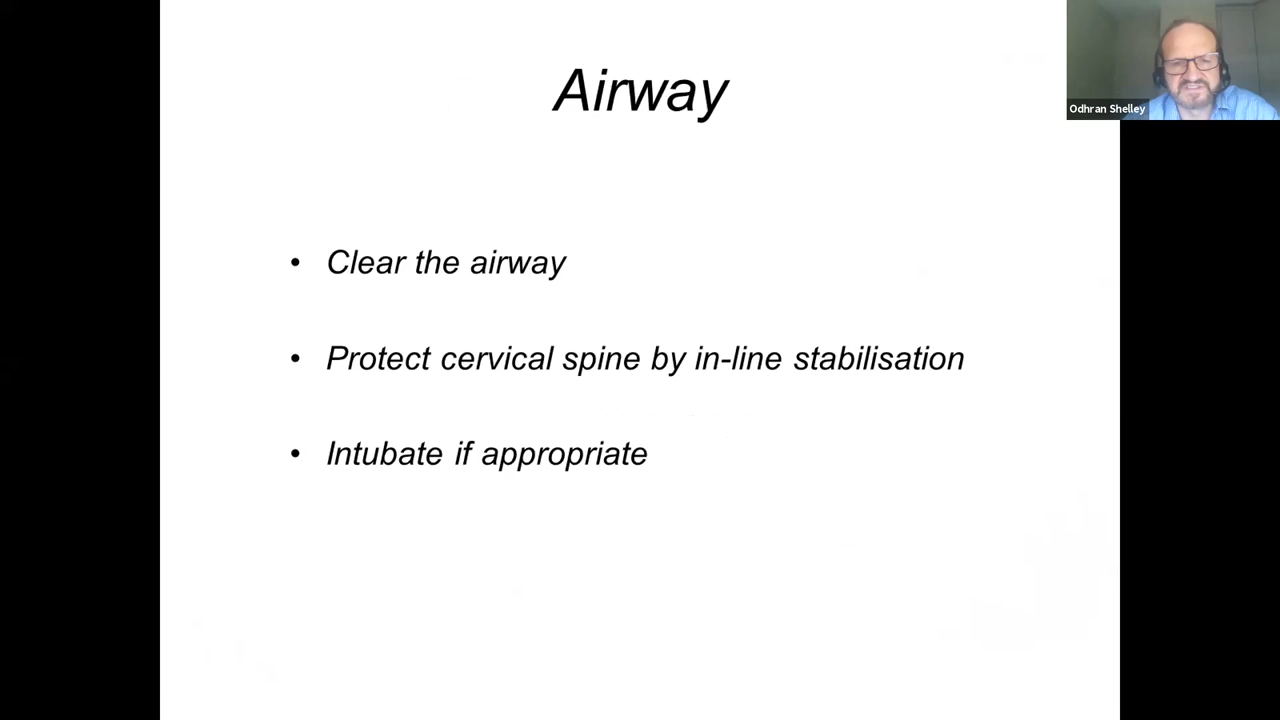 Airway
Odhran Shelley
• Clear the airway
• Protect cervical spine by in-line stabilisation
• Intubate if appropriate